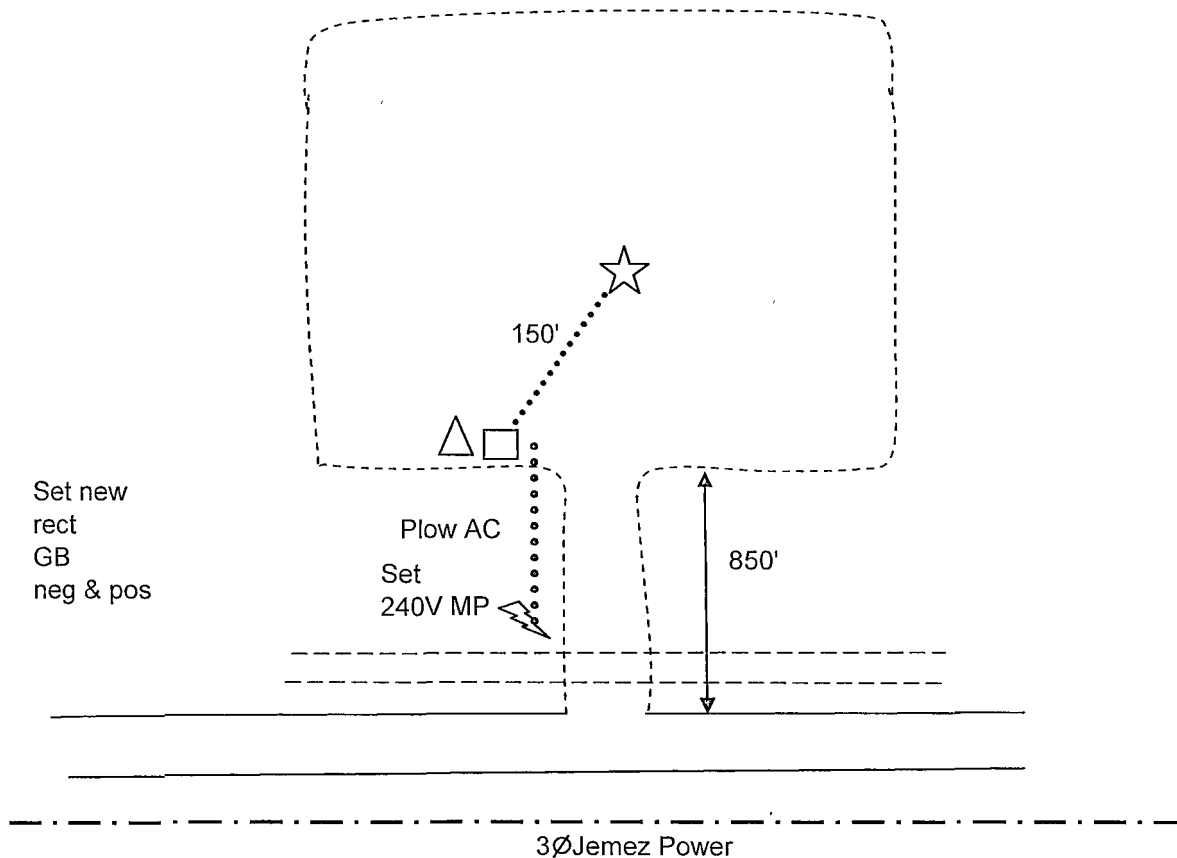 150'
Set new
rect
GB
neg & pos
Plow AC
Set
240V MP
850'
3ØJemez Power